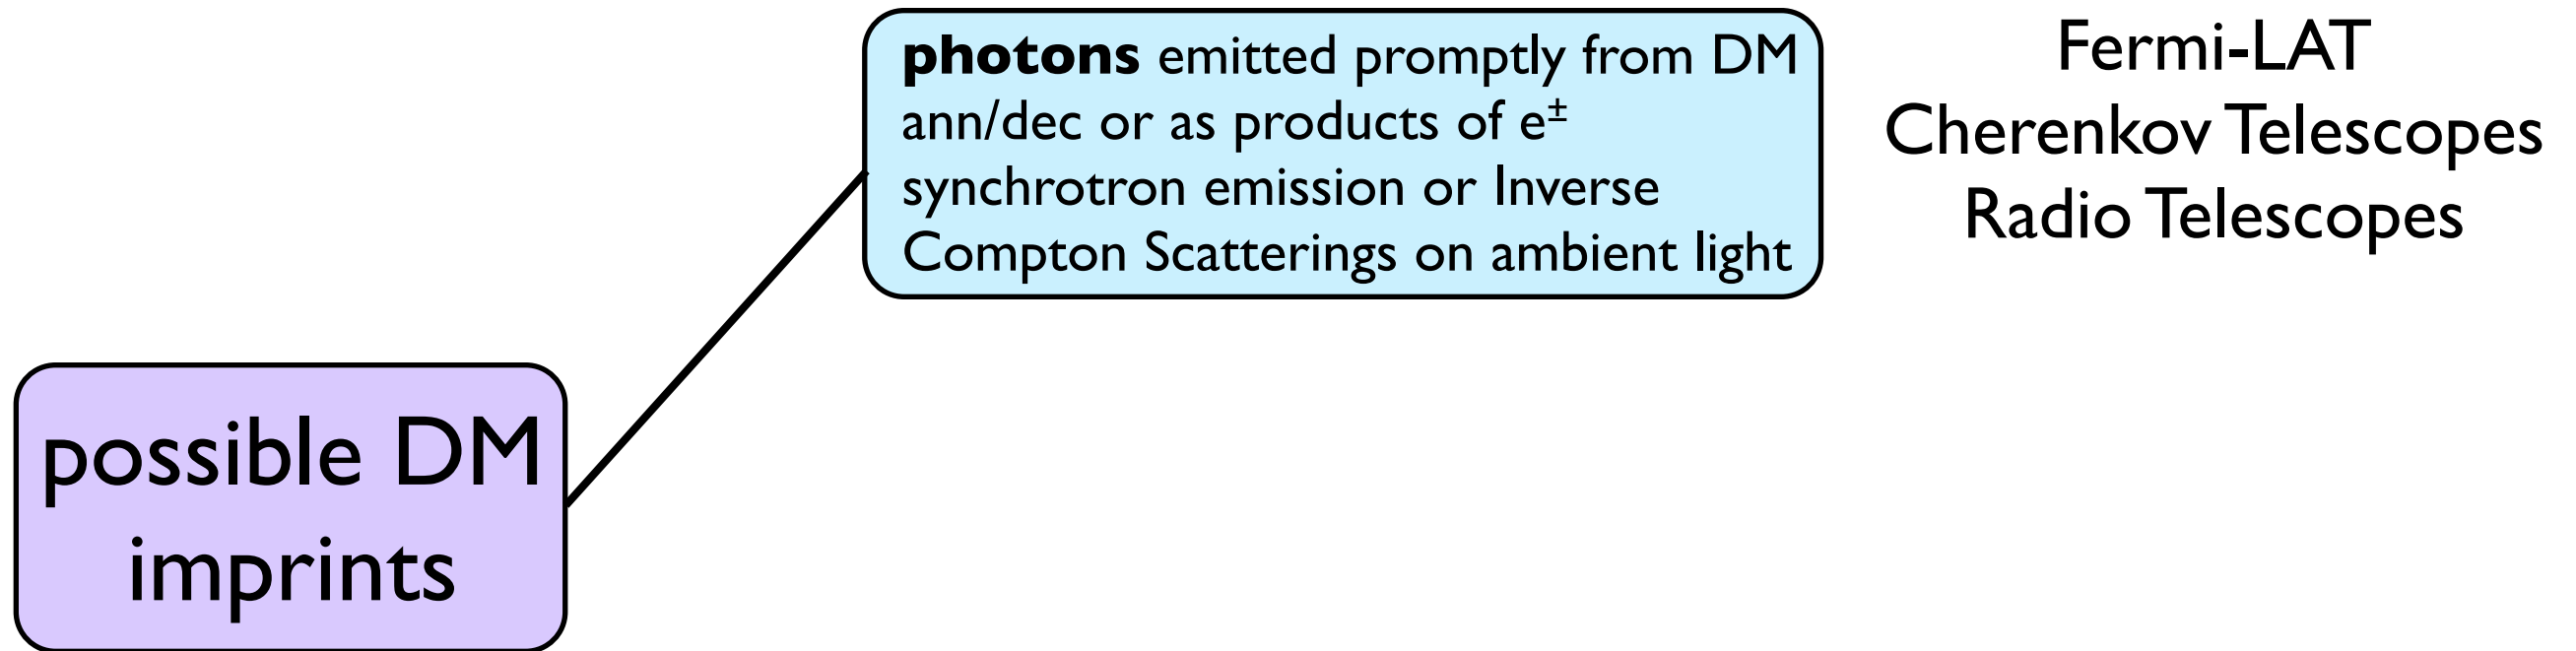 photons emitted promptly from DM
ann/dec or as products of e±
synchrotron emission or Inverse
Compton Scatterings on ambient light
Fermi-LAT
Cherenkov Telescopes
Radio Telescopes
possible DM
imprints